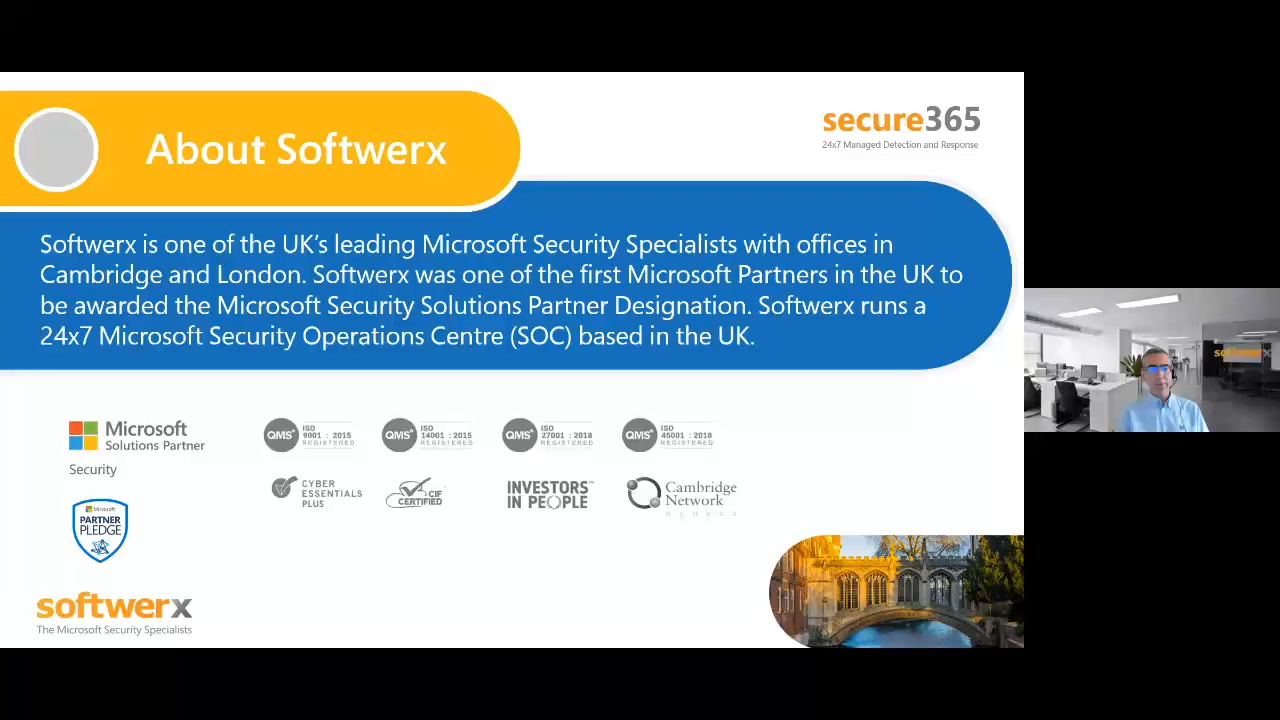 About Softwerx
secure365
24x7 Managed Detection and Response
Softwerx is one of the UK's leading Microsoft Security Specialists with offices in
Cambridge and London. Softwerx was one of the first Microsoft Partners in the UK to
be awarded the Microsoft Security Solutions Partner Designation. Softwerx runs a
24x7 Microsoft Security Operations Centre (SOC) based in the UK.
Microsoft
Solutions Partner
Security
QMS ISO
9001 : 2015
REGISTERED
QMS ISO
14001 : 2015
REGISTERED
QMS ISO
27001 : 2018
REGISTERED
QMS ISO
45001 : 2018
REGISTERED
CYBER
ESSENTIALS
PLUS
CIF
CERTIFIED
INVESTORS
IN PEOPLE
Cambridge
Network
Microsoft
PARTNER
PLEDGE
softwerx
The Microsoft Security Specialists
softwerx